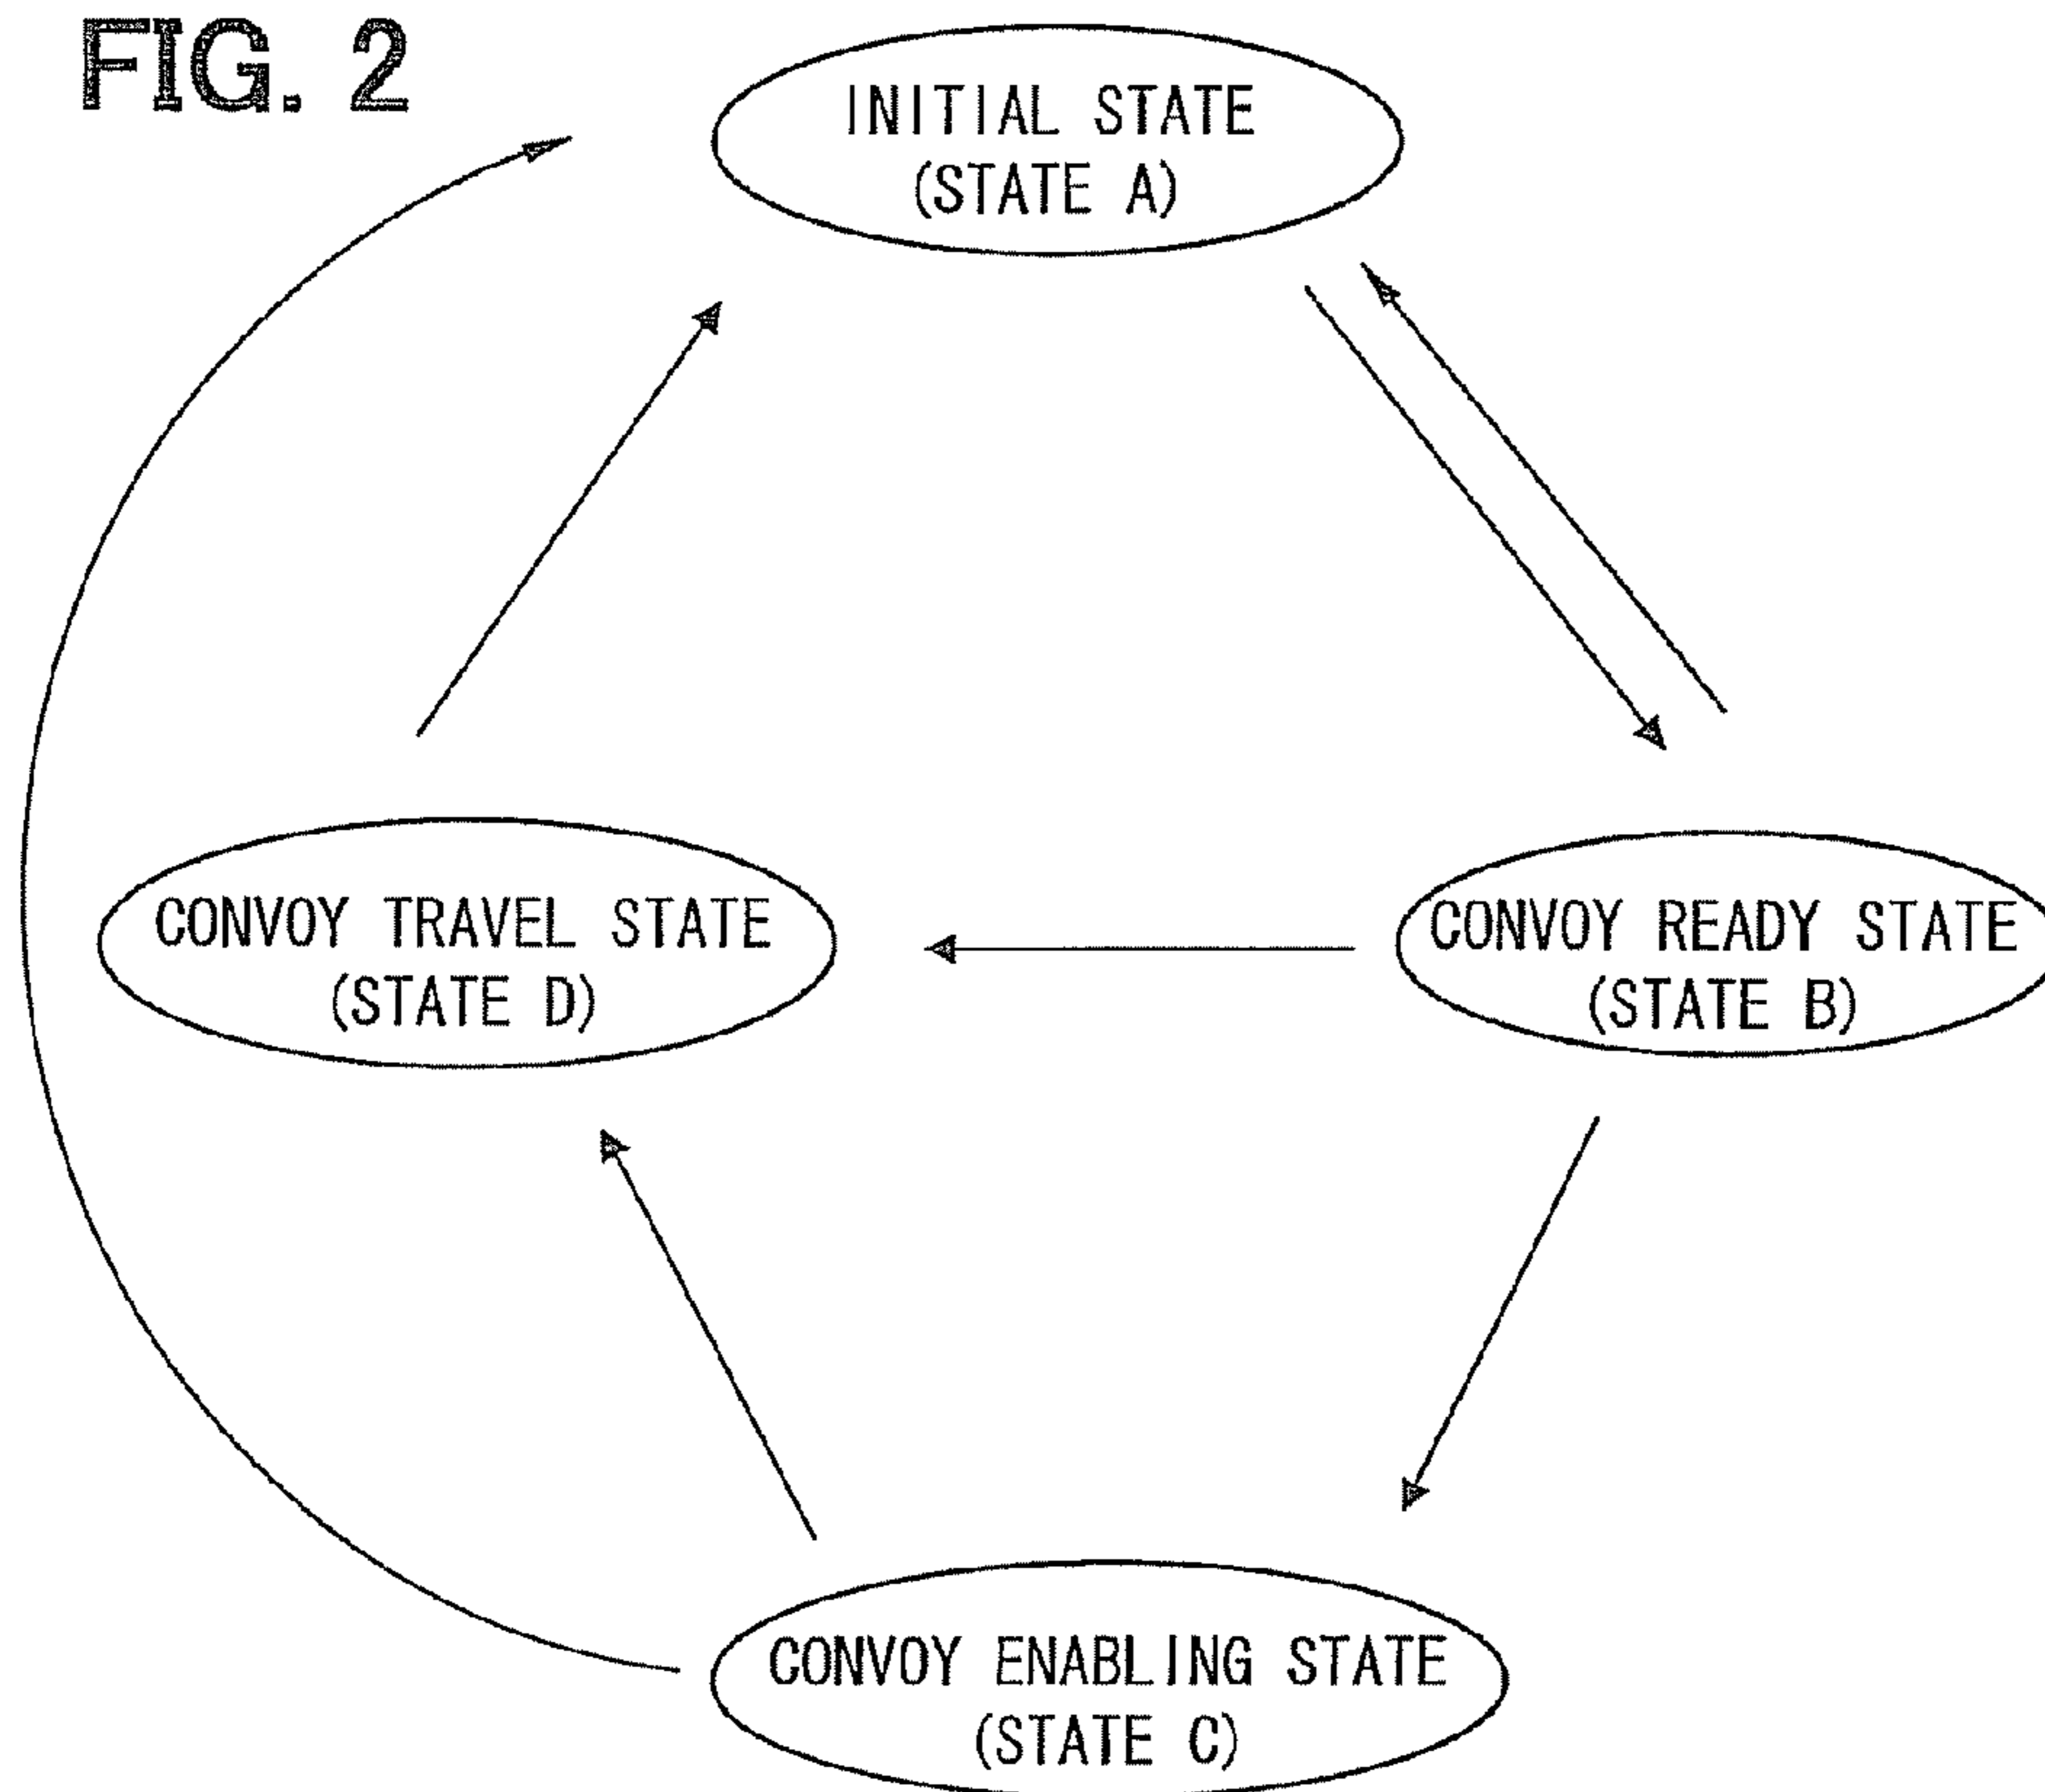 FIG. 2
INITIAL STATE
(STATE A)
CONVOY TRAVEL STATE
(STATE D)
CONVOY READY STATE
(STATE B)
CONVOY ENABLING STATE
(STATE C)